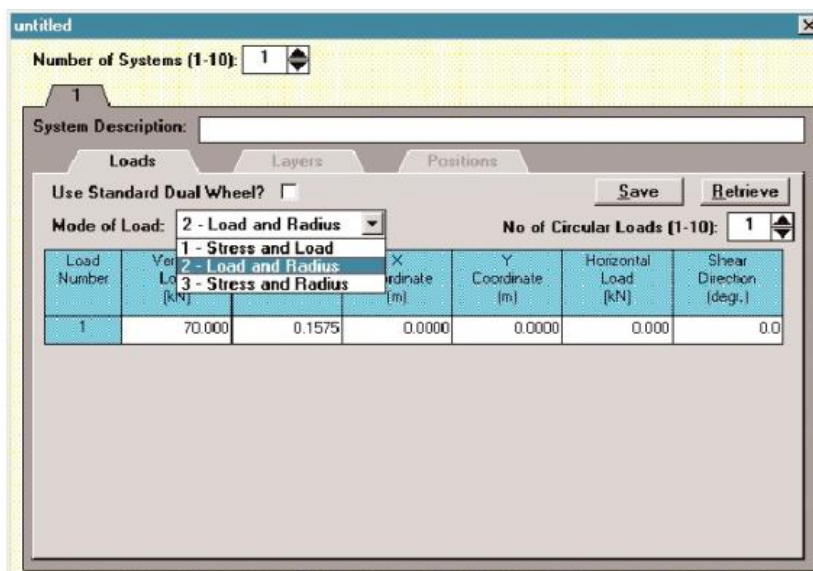 untitled
Number of Systems (1-10): 1
1
System Description:
Loads Layers Positions
Use Standard Dual Wheel? Save Retrieve
Mode of Load: 2 - Load and Radius No of Circular Loads (1-10): 1
1 - Stress and Load
2 - Load and Radius
3 - Stress and Radius
Load X Y Horizontal Shear
Number Coordinate Load Direction
[kN] [m] [m] [kN] (degr.)
1 70.000 0.1575 0.0000 0.0000 0.000 0.0